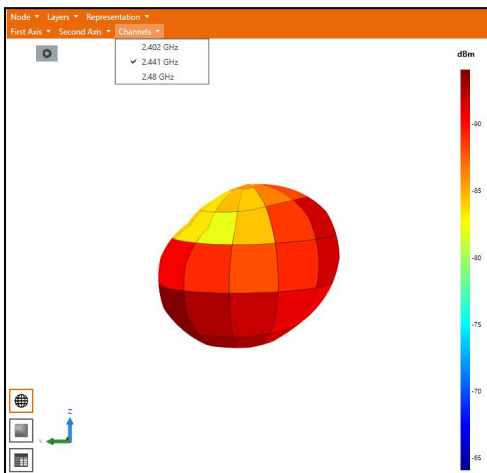 Node Layers Representation
First Axis Second Axis Channels
2.402 GHz
2.441 GHz
2.48 GHz
dBm
-90
-85
-80
-75
-70
-65
Z
Y